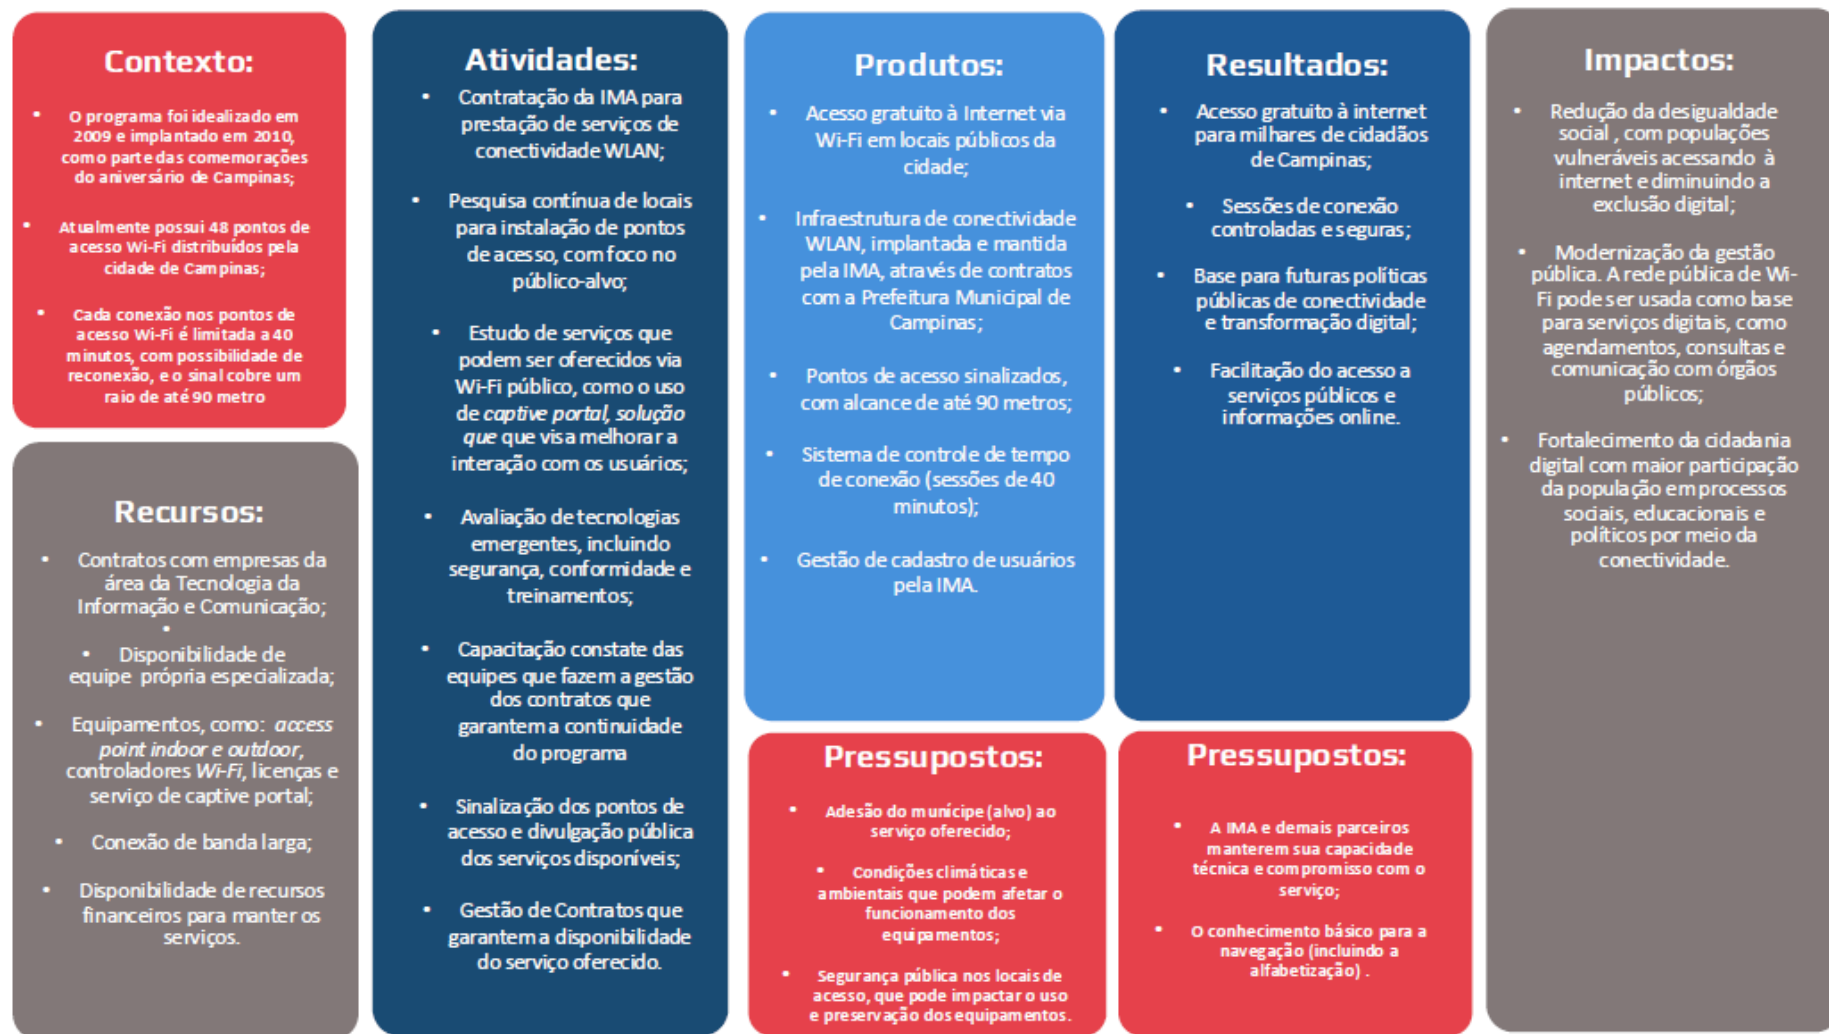 Contexto:
• O programa foi idealizado em
2009 e implantado em 2010,
como parte das comemorações
do aniversário de Campinas;
• Atualmente possui 48 pontos de
acesso Wi-Fi distribuídos pela
cidade de Campinas;
• Cada conexão nos pontos de
acesso Wi-Fi é limitada a 40
minutos, com possibilidade de
reconexão, e o sinal cobre um
raio de até 90 metro
Recursos:
• Contratos com empresas da
área da Tecnologia da
Informação e Comunicação;
•
• Disponibilidade de
equipe própria especializada;
• Equipamentos, como: access
point indoor e outdoor,
controladores Wi-Fi, licenças e
serviço de captive portal;
• Conexão de banda larga;
• Disponibilidade de recursos
financeiros para manter os
serviços.
Atividades:
• Contratação da IMA para
prestação de serviços de
conectividade WLAN;
• Pesquisa contínua de locais
para instalação de pontos
de acesso, com foco no
público-alvo;
• Estudo de serviços que
podem ser oferecidos via
Wi-Fi público, como o uso
de captive portal, solução
que que visa melhorar a
interação com os usuários;
• Avaliação de tecnologias
emergentes, incluindo
segurança, conformidade e
treinamentos;
• Capacitação constate das
equipes que fazem a gestão
dos contratos que
garantem a continuidade
do programa
• Sinalização dos pontos de
acesso e divulgação pública
dos serviços disponíveis;
• Gestão de Contratos que
garantem a disponibilidade
do serviço oferecido.
Produtos:
• Acesso gratuito à Internet via
Wi-Fi em locais públicos da
cidade;
• Infraestrutura de conectividade
WLAN, implantada e mantida
pela IMA, através de contratos
com a Prefeitura Municipal de
Campinas;
• Pontos de acesso sinalizados,
com alcance de até 90 metros;
• Sistema de controle de tempo
de conexão (sessões de 40
minutos);
• Gestão de cadastro de usuários
pela IMA.
Pressupostos:
• Adesão do munícipe (alvo) ao
serviço oferecido;
• Condições climáticas e
ambientais que podem afetar o
funcionamento dos
equipamentos;
• Segurança pública nos locais de
acesso, que pode impactar o uso
e preservação dos equipamentos.
Resultados:
• Acesso gratuito à internet
para milhares de cidadãos
de Campinas;
• Sessões de conexão
controladas e seguras;
• Base para futuras políticas
públicas de conectividade
e transformação digital;
• Facilitação do acesso a
serviços públicos e
informações online.
Pressupostos:
• A IMA e demais parceiros
manterem sua capacidade
técnica e compromisso com o
serviço;
• O conhecimento básico para a
navegação (incluindo a
alfabetização) .
Impactos:
• Redução da desigualdade
social , com populações
vulneráveis acessando à
internet e diminuindo a
exclusão digital;
• Modernização da gestão
pública. A rede pública de Wi-
Fi pode ser usada como base
para serviços digitais, como
agendamentos, consultas e
comunicação com órgãos
públicos;
• Fortalecimento da cidadania
digital com maior participação
da população em processos
sociais, educacionais e
políticos por meio da
conectividade.